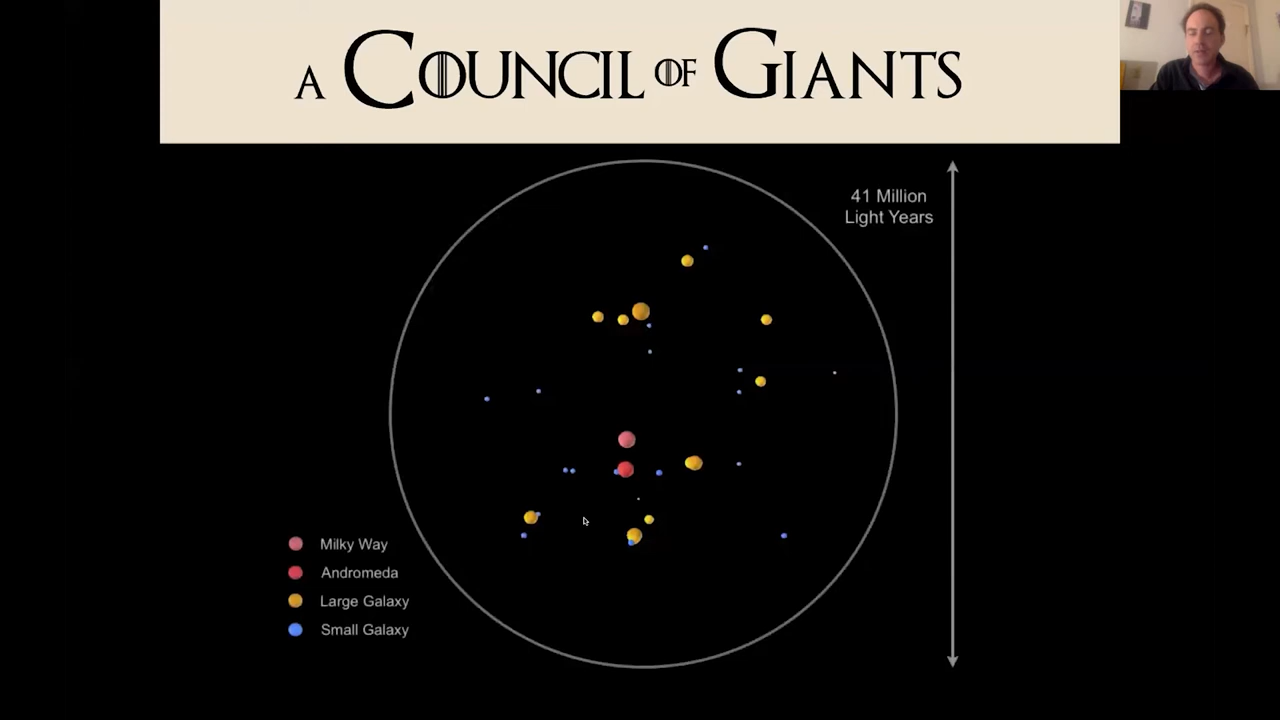 A COUNCIL OF GIANTS
41 Million
Light Years
Milky Way
Andromeda
Large Galaxy
Small Galaxy